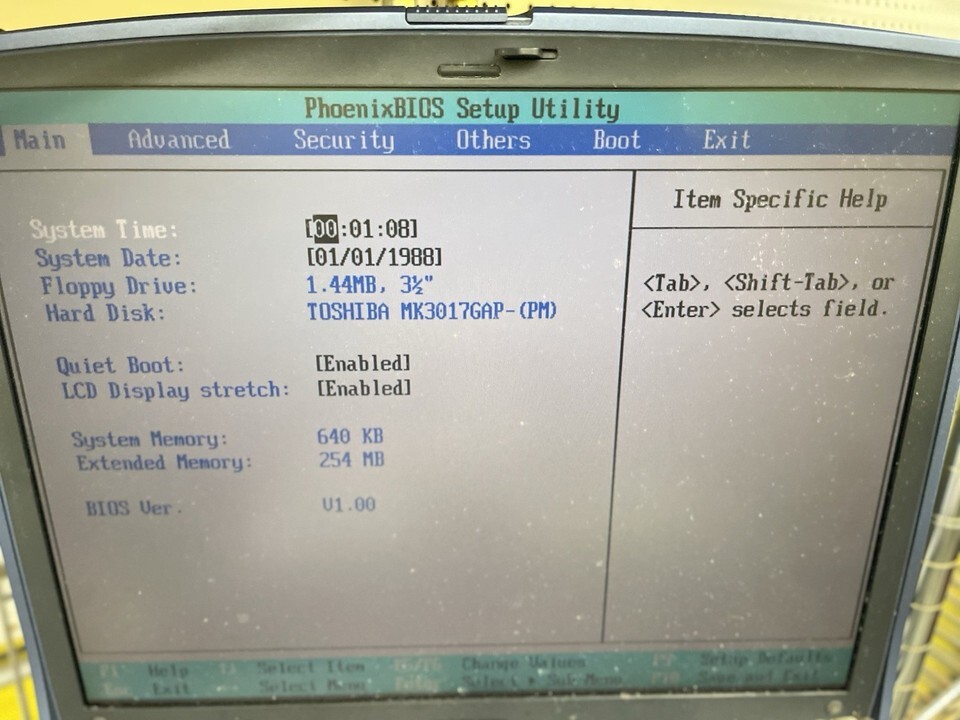 PhoenixBIOS Setup Utility
Main Advanced Security Others Boot Exit
Item Specific Help
System Time: [00:01:08]
System Date: [01/01/1988]
Floppy Drive: 1.44MB, 3½"
Hard Disk: TOSHIBA MK3017GAP-(PM)
<Tab>, <Shift-Tab>, or
<Enter> selects field.
Quiet Boot: [Enabled]
LCD Display stretch: [Enabled]
System Memory: 640 KB
Extended Memory: 254 MB
BIOS Ver. V1.00
Help Select Item Change Values Setup Defaults
Exit Select Menu Select Sub-Menu Save and Exit